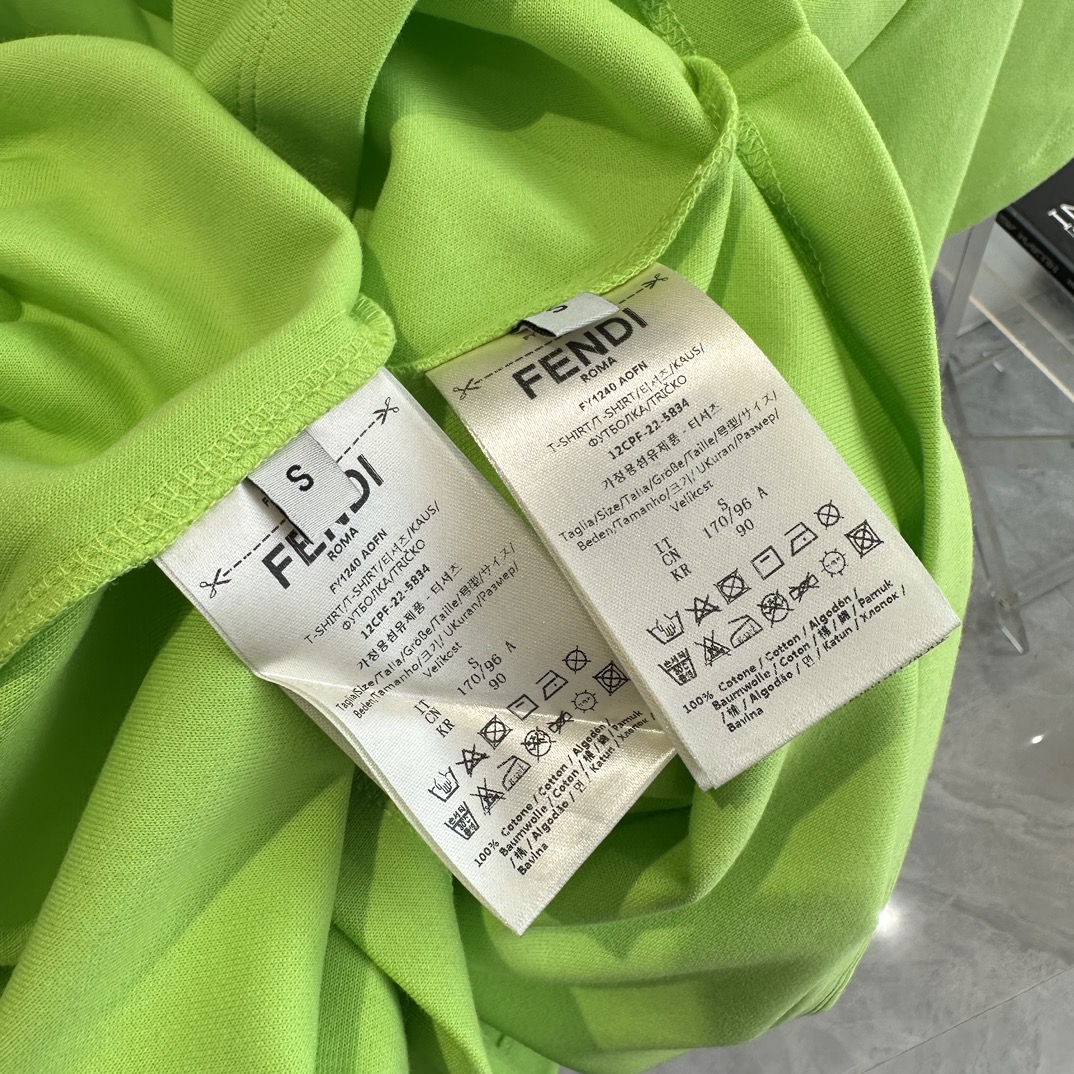 S
FENDI
ROMA
FY1240 AOFN
T-SHIRT/T-SHIRT/티셔츠/KAUS/
ФУТБОЛКА/TRIČKO
12CPF-22-5834
가정용섬유제품 - 티셔츠
Taglia/Size/Talla/Größe/Taille/号型/サイズ/
Beden/Tamanho/크기/ UKuran/Размер/
Velikost
IT S
CN 170/96 A
KR 90
100% Cotone / Cotton / Algodón /
Baumwolle / Coton / 棉 / 綿 / Pamuk
/ 棉 / Algodão / 면 / Katun / Хлопок /
Bavlna
S
FENDI
ROMA
FY1240 AOFN
T-SHIRT/T-SHIRT/티셔츠/KAUS/
ФУТБОЛКА/TRIČKO
12CPF-22-5834
가정용섬유제품 - 티셔츠
Taglia/Size/Talla/Größe/Taille/号型/サイズ/
Beden/Tamanho/크기/ UKuran/Размер/
Velikost
IT S
CN 170/96 A
KR 90
100% Cotone / Cotton / Algodón /
Baumwolle / Coton / 棉 / 綿 / Pamuk
/ 棉 / Algodão / 면 / Katun / Хлопок /
Bavlna